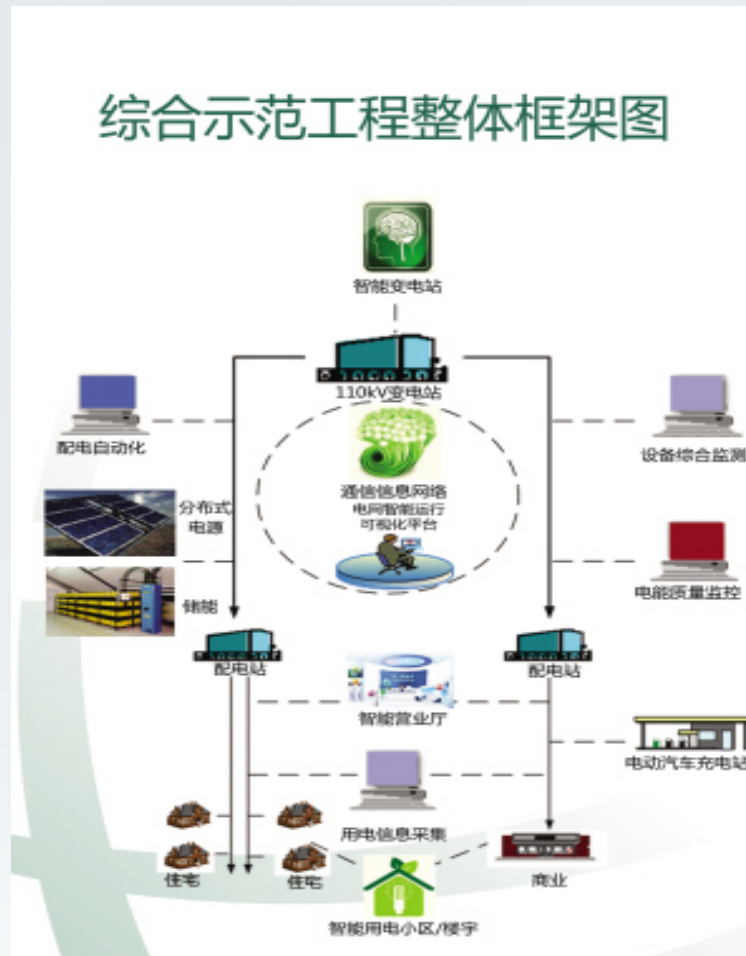 综合示范工程整体框架图
智能变电站
110kV变电站
配电自动化
设备综合监测
通信信息网络
电网智能运行
可视化平台
分布式
电源
储能
电能质量监控
配电站
配电站
智能营业厅
电动汽车充电站
用电信息采集
住宅
住宅
商业
智能用电小区/楼宇